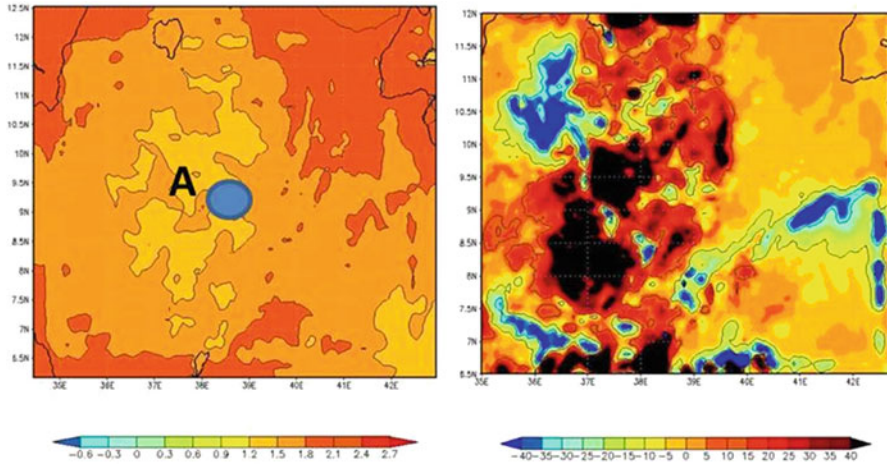 12.5N
12N
11.5N
11N
10.5N
10N
9.5N
9N
8.5N
8N
7.5N
7N
6.5N
A
35E 36E 37E 38E 39E 40E 41E 42E
-0.6 -0.3 0 0.3 0.6 0.9 1.2 1.5 1.8 2.1 2.4 2.7
12N
11.5N
11N
10.5N
10N
9.5N
9N
8.5N
8N
7.5N
7N
6.5N
35E 36E 37E 38E 39E 40E 41E 42E
-40 -35 -30 -25 -20 -15 -10 -5 0 5 10 15 20 25 30 35 40